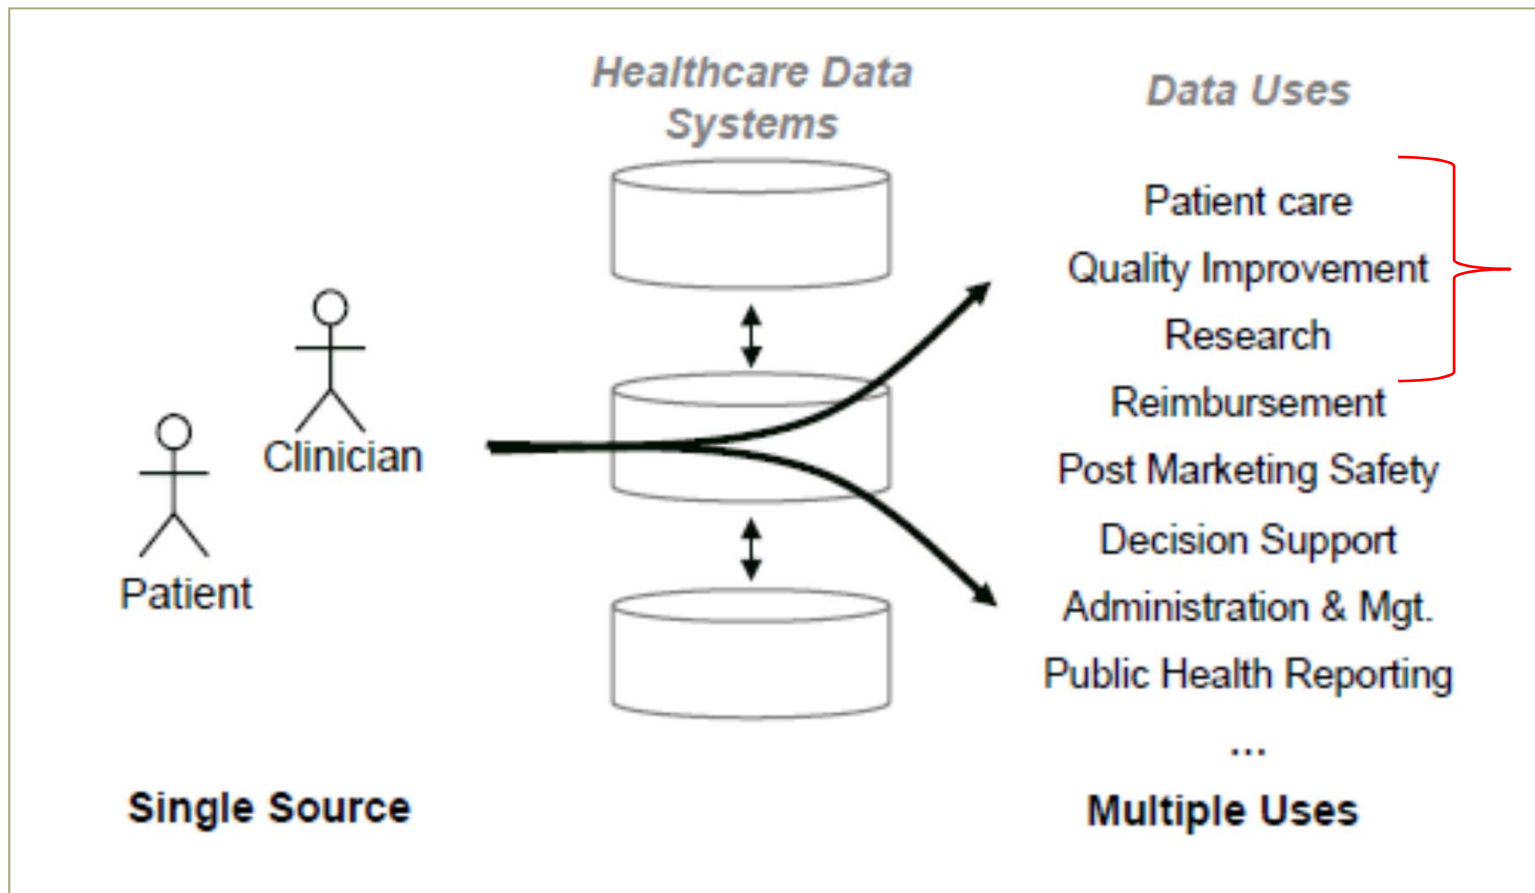 Healthcare Data
Systems
Data Uses
Patient care
Quality Improvement
Research
Reimbursement
Post Marketing Safety
Decision Support
Administration & Mgt.
Public Health Reporting
...
Clinician
Patient
Single Source
Multiple Uses